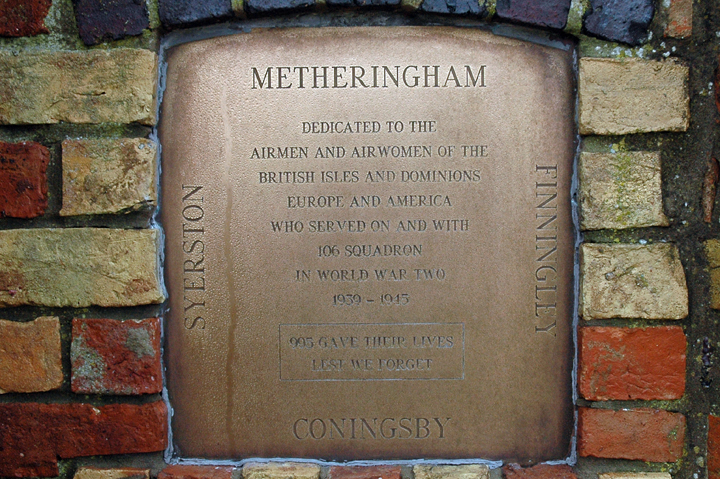 METHERINGHAM
DEDICATED TO THE
AIRMEN AND AIRWOMEN OF THE
BRITISH ISLES AND DOMINIONS
EUROPE AND AMERICA
WHO SERVED ON AND WITH
106 SQUADRON
IN WORLD WAR TWO
1939 - 1945
995 GAVE THEIR LIVES
LEST WE FORGET
SYERSTON
FINNINGLEY
CONINGSBY